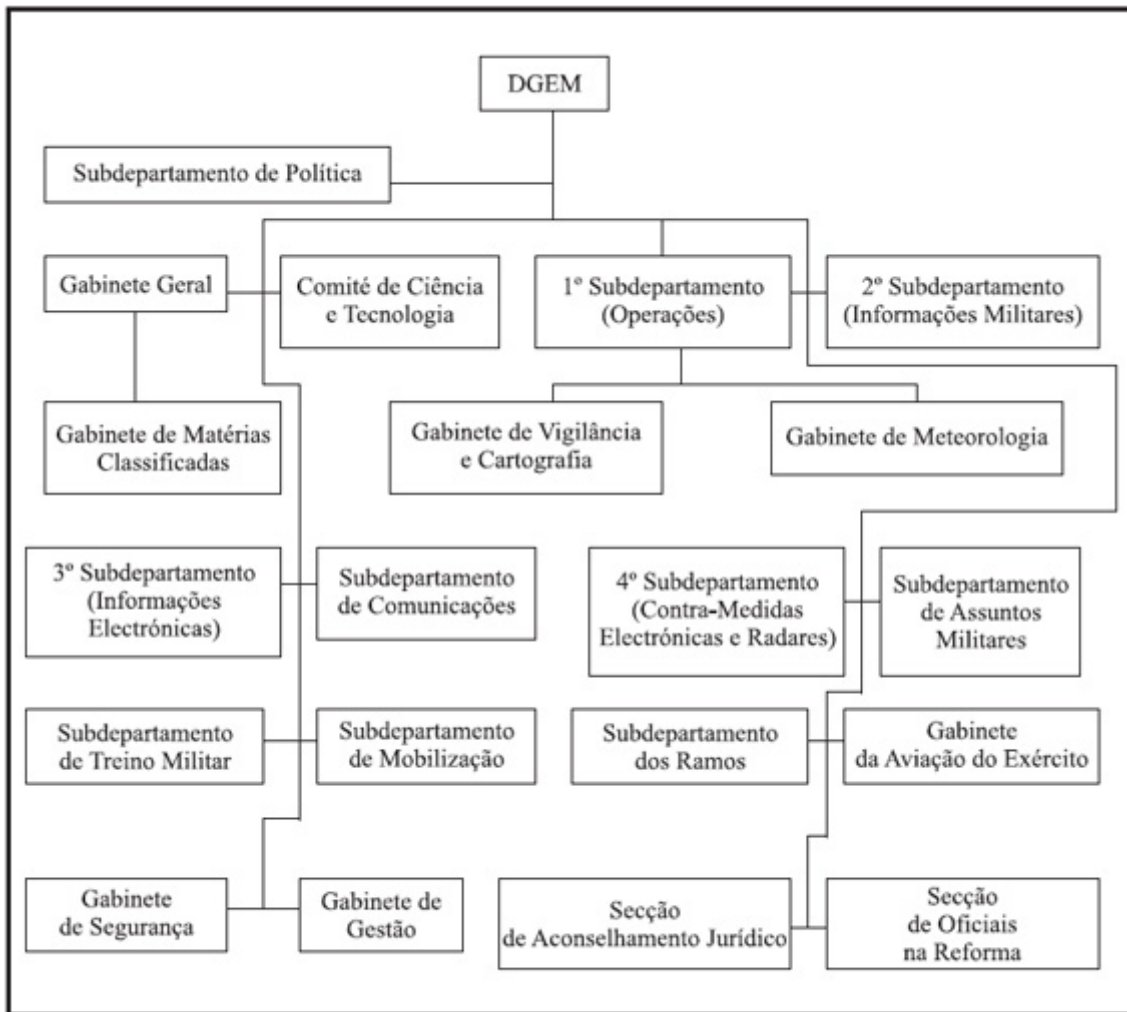 DGEM
Subdepartamento de Política
Gabinete Geral
Comité de Ciência
e Tecnologia
1º Subdepartamento
(Operações)
2º Subdepartamento
(Informações Militares)
Gabinete de Matérias
Classificadas
Gabinete de Vigilância
e Cartografia
Gabinete de Meteorologia
3º Subdepartamento
(Informações
Electrónicas)
Subdepartamento
de Comunicações
4º Subdepartamento
(Contra-Medidas
Electrónicas e Radares)
Subdepartamento
de Assuntos
Militares
Subdepartamento
de Treino Militar
Subdepartamento
de Mobilização
Subdepartamento
dos Ramos
Gabinete
da Aviação do Exército
Gabinete
de Segurança
Gabinete de
Gestão
Secção
de Aconselhamento Jurídico
Secção
de Oficiais
na Reforma